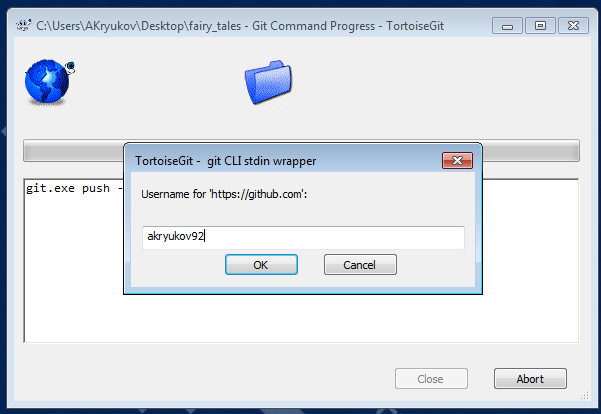 C:\Users\AKryukov\Desktop\fairy_tales - Git Command Progress - TortoiseGit
TortoiseGit - git CLI stdin wrapper
Username for 'https://github.com':
git.exe push -
akryukov92
OK Cancel
Close Abort